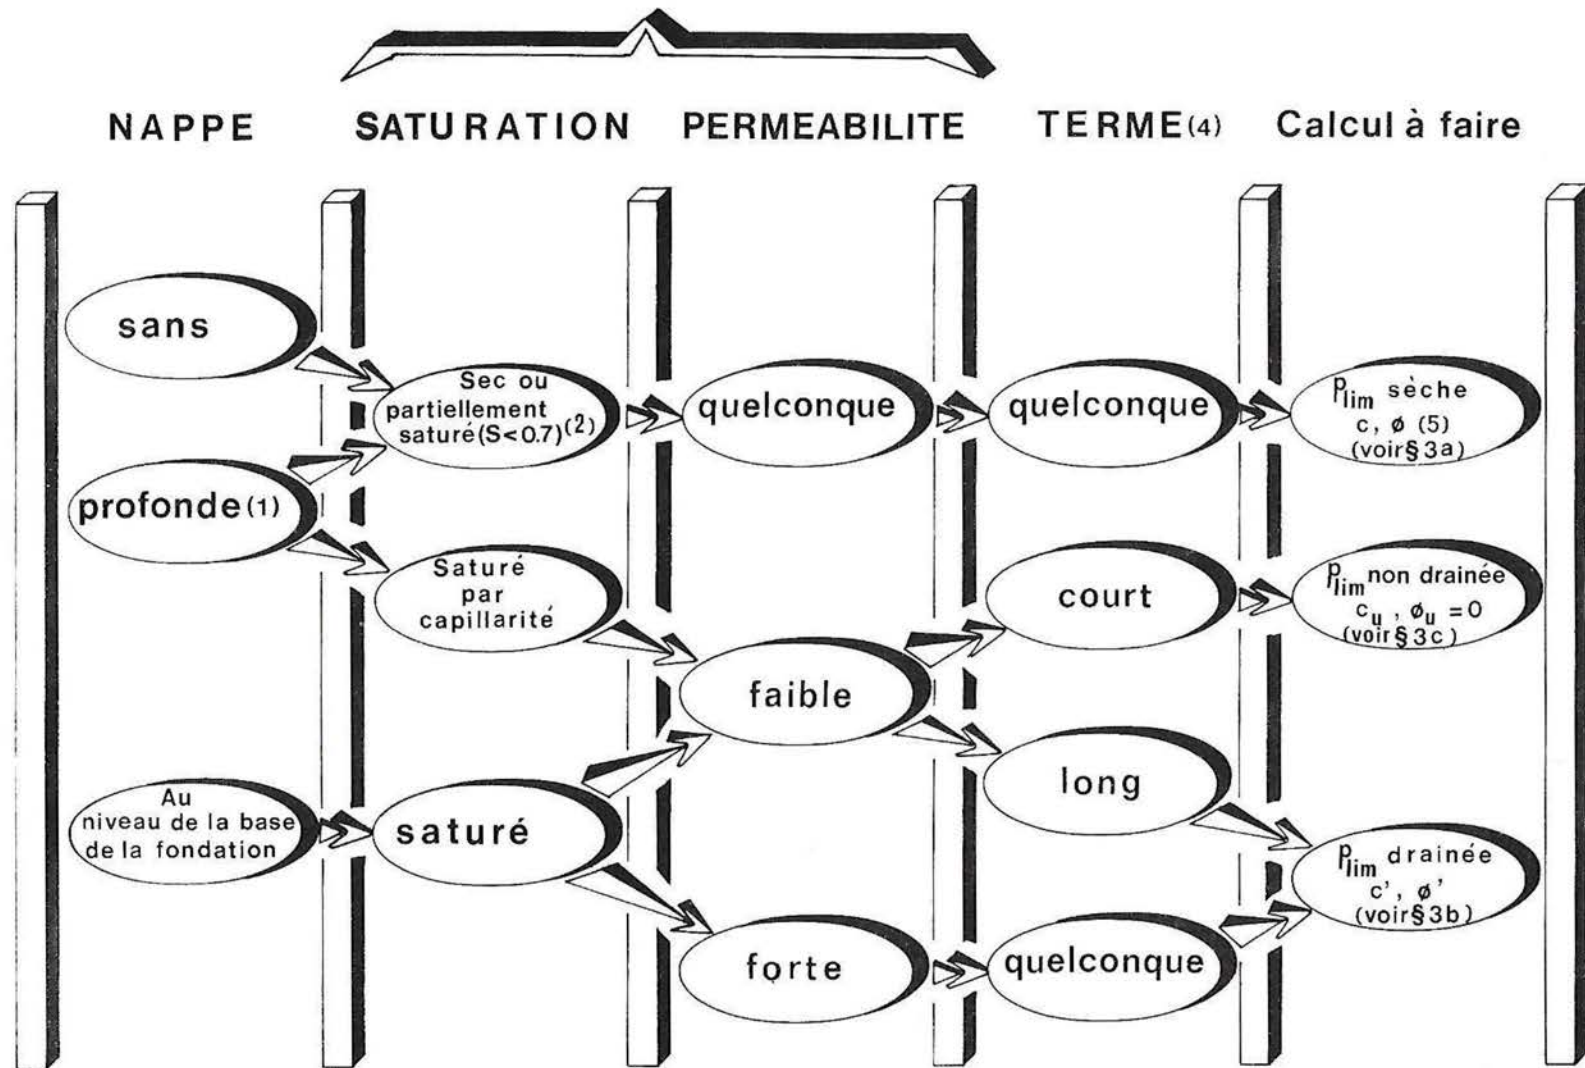 NAPPE SATURATION PERMEABILITE TERME(4) Calcul à faire
sans
Sec ou
partiellement
saturé(S<0.7)(2)
quelconque
quelconque
plim sèche
c, ø (5)
(voir§3a)
profonde(1)
Saturé
par
capillarité
court
plim non drainée
cu, øu=0
(voir§3c)
faible
long
Au
niveau de la base
de la fondation
saturé
plim drainée
c', ø'
(voir§3b)
forte
quelconque